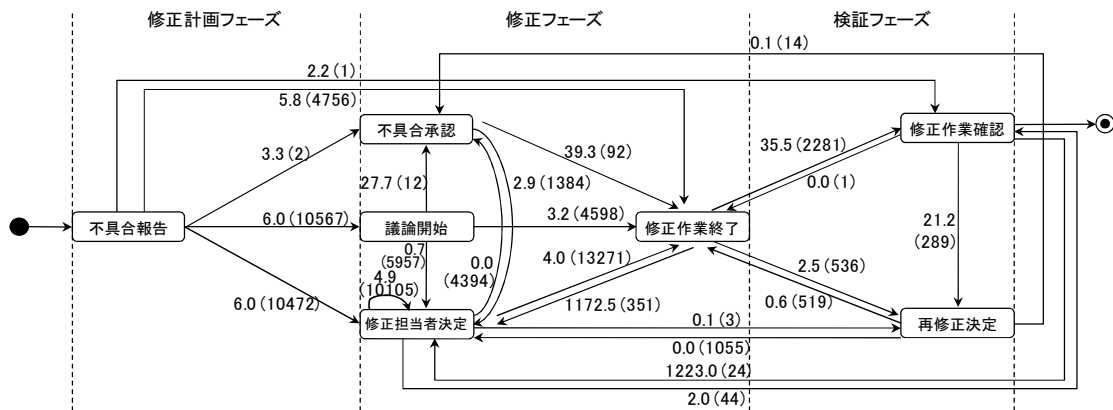 修正計画フェーズ
修正フェーズ
検証フェーズ
0.1 (14)
2.2 (1)
5.8 (4756)
不具合承認
修正作業確認
3.3 (2)
39.3 (92)
35.5 (2281)
27.7 (12)
2.9 (1384)
0.0 (1)
不具合報告
6.0 (10567)
議論開始
3.2 (4598)
修正作業終了
21.2
(289)
0.7
(5957)
0.0
(4394)
4.0 (13271)
2.5 (536)
4.9
(10105)
6.0 (10472)
1172.5 (351)
0.6 (519)
修正担当者決定
0.1 (3)
再修正決定
0.0 (1055)
1223.0 (24)
2.0 (44)